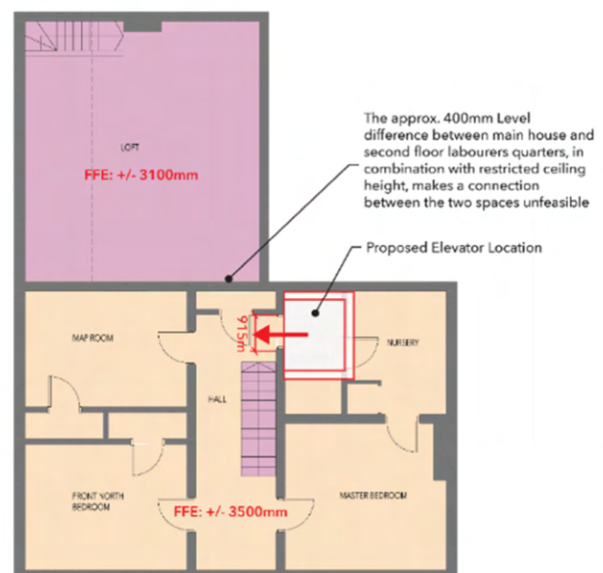 The approx. 400mm Level
difference between main house and
second floor labourers quarters, in
combination with restricted ceiling
height, makes a connection
between the two spaces unfeasible
LOFT
FFE: +/- 3100mm
Proposed Elevator Location
MAP ROOM
915m
NURSERY
HALL
FRONT NORTH
BEDROOM
FFE: +/- 3500mm
MASTER BEDROOM